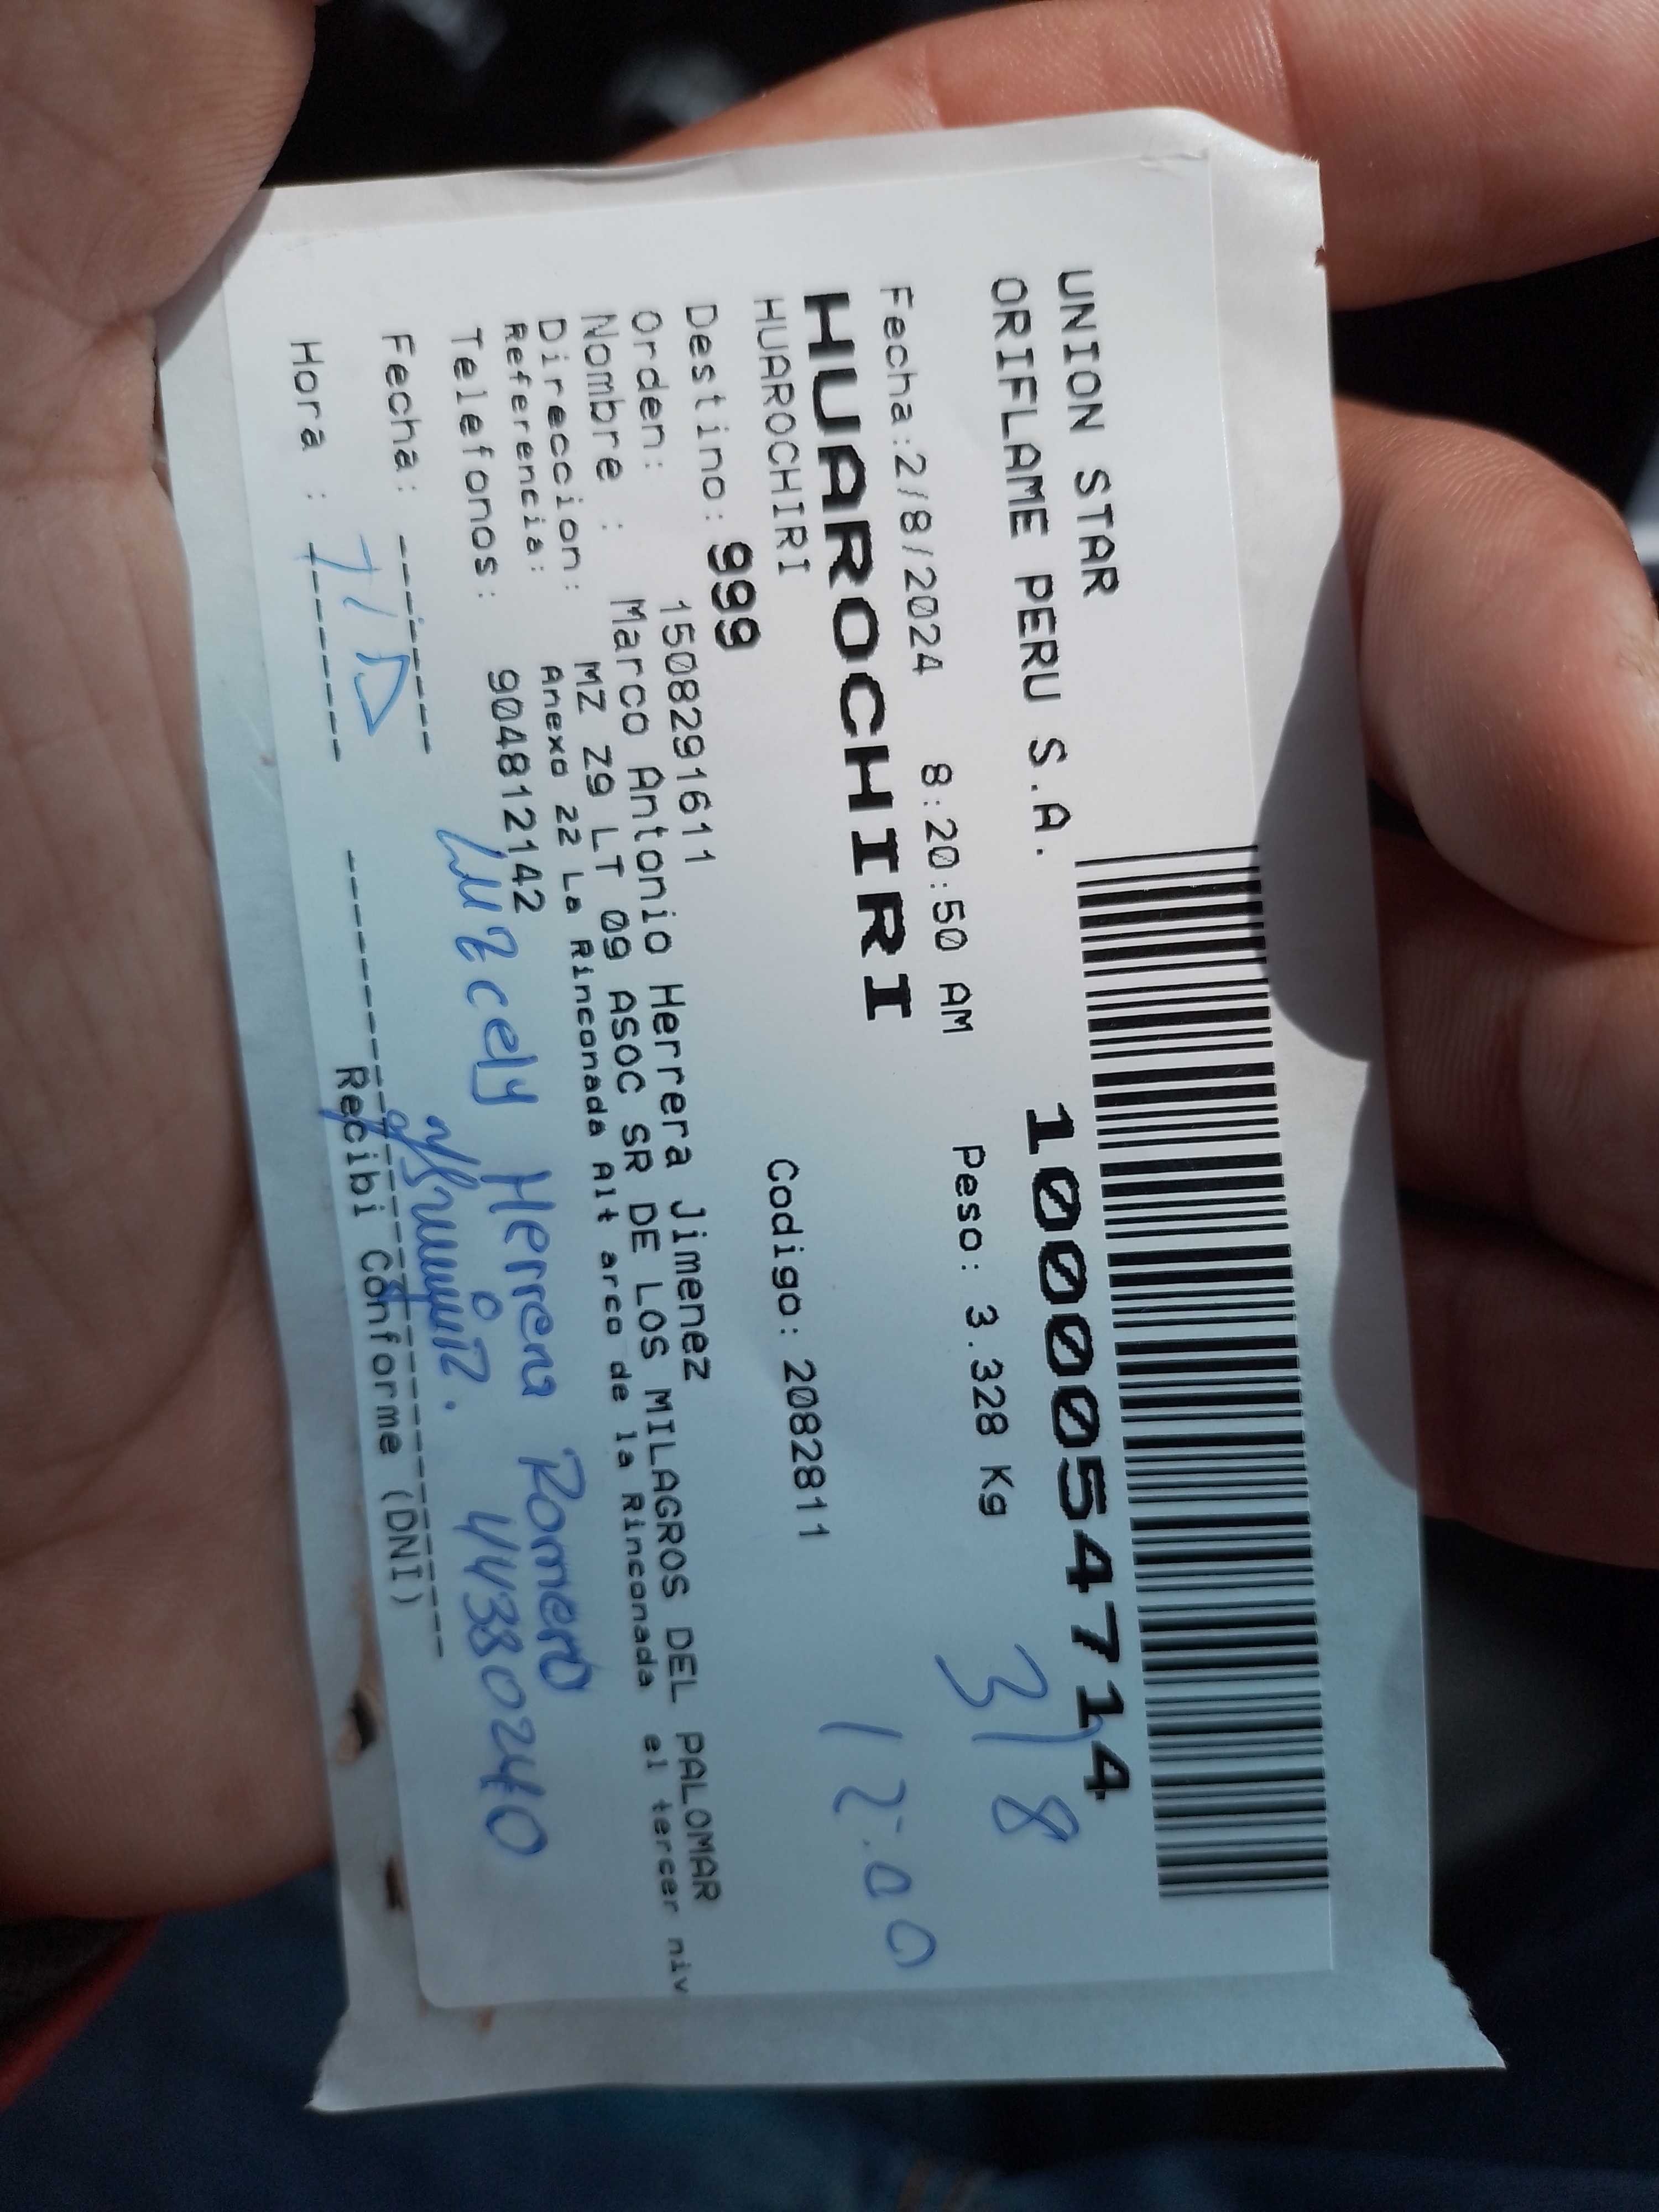 UNION STAR
ORIFLAME PERU S.A.
10000547714
Fecha:2/8/2024 8:20:50 AM Peso: 3.328 Kg
3/8
HUAROCHIRI
12:00
HUAROCHIRI
Codigo: 2082811
Destino: 999
Orden: 1508291611
Nombre : Marco Antonio Herrera Jimenez
Direccion: MZ Z9 LT 09 ASOC SR DE LOS MILAGROS DEL PALOMAR
Referencia: Anexo 22 La Rinconada Alt arco de la Rinconada el tercer niv
Telefonos: 904812142
Luzcely Herrera Romero
44380240
Fecha:
Hora :
Recibi Conforme (DNI)